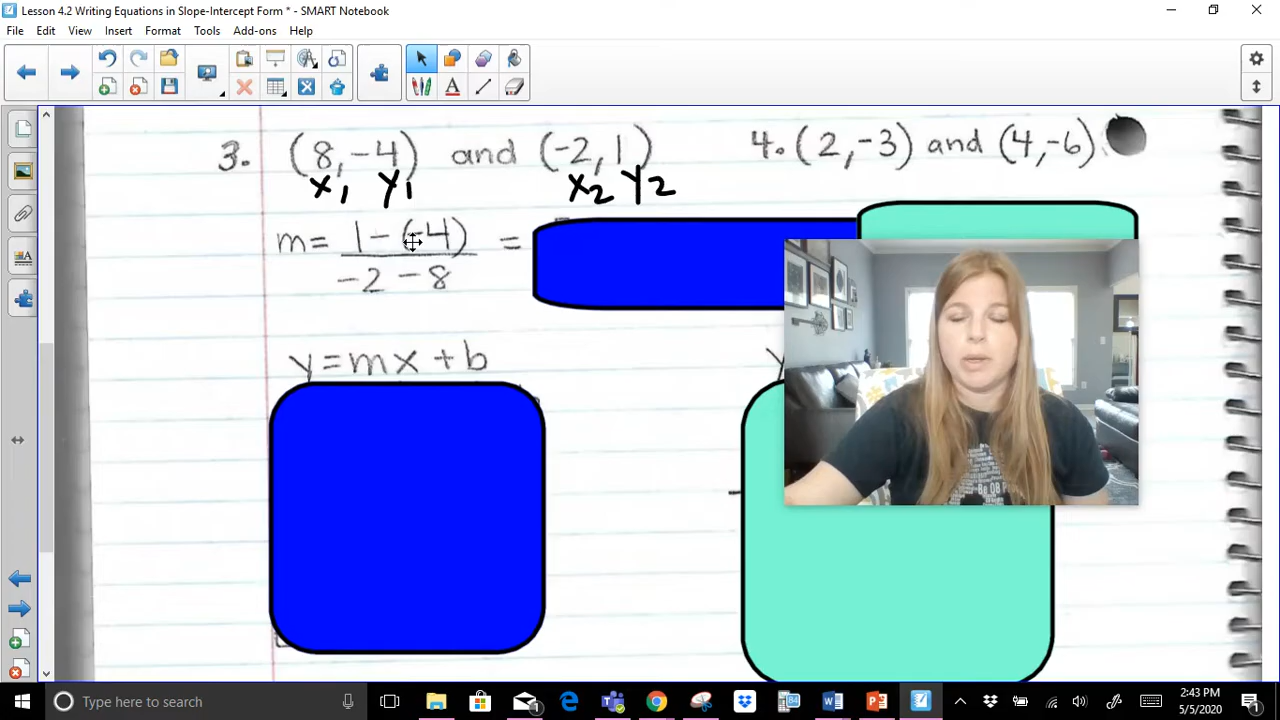 Lesson 4.2 Writing Equations in Slope-Intercept Form * - SMART Notebook
File Edit View Insert Format Tools Add-ons Help
3. (8,-4) and (-2,1) 4. (2,-3) and (4,-6)
x1 y1 x2 y2
m= 1-(-4) =
-2-8
y=mx+b y
Type here to search
2:43 PM
5/5/2020